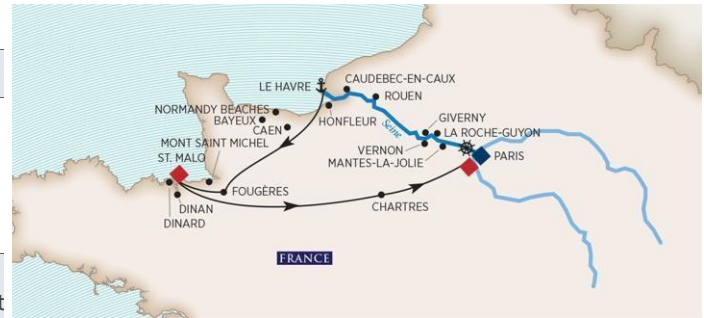 LE HAVRE
CAUDEBEC-EN-CAUX
ROUEN
NORMANDY BEACHES
BAYEUX
CAEN
HONFLEUR
Seine
GIVERNY
LA ROCHE-GUYON
MONT SAINT MICHEL
VERNON
MANTES-LA-JOLIE
PARIS
ST. MALO
FOUGÈRES
DINAN
DINARD
CHARTRES
FRANCE
t